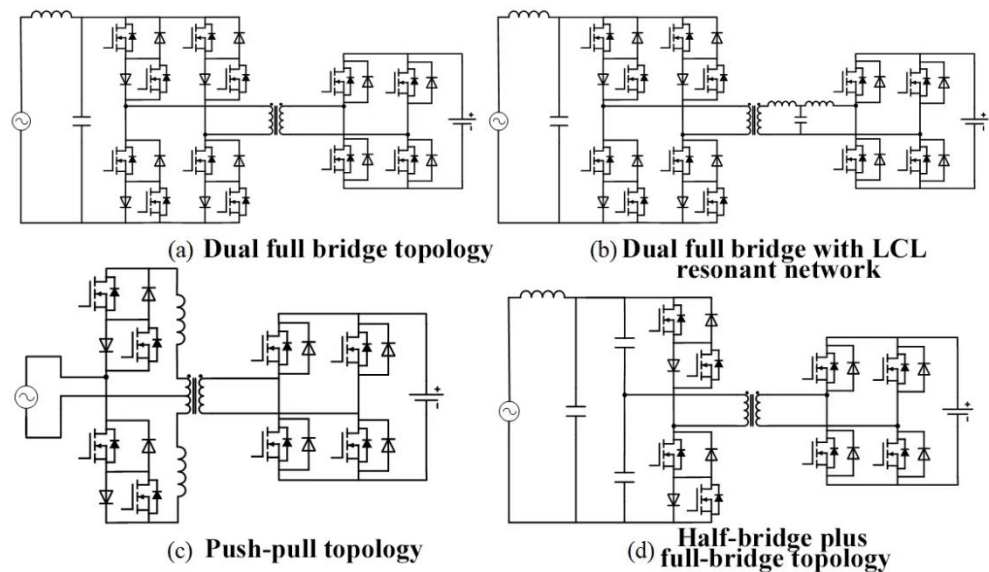 (a) Dual full bridge topology
(b) Dual full bridge with LCL
resonant network
(c) Push-pull topology
(d) Half-bridge plus
full-bridge topology